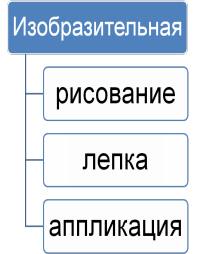 Изобразительная
рисование
лепка
аппликация